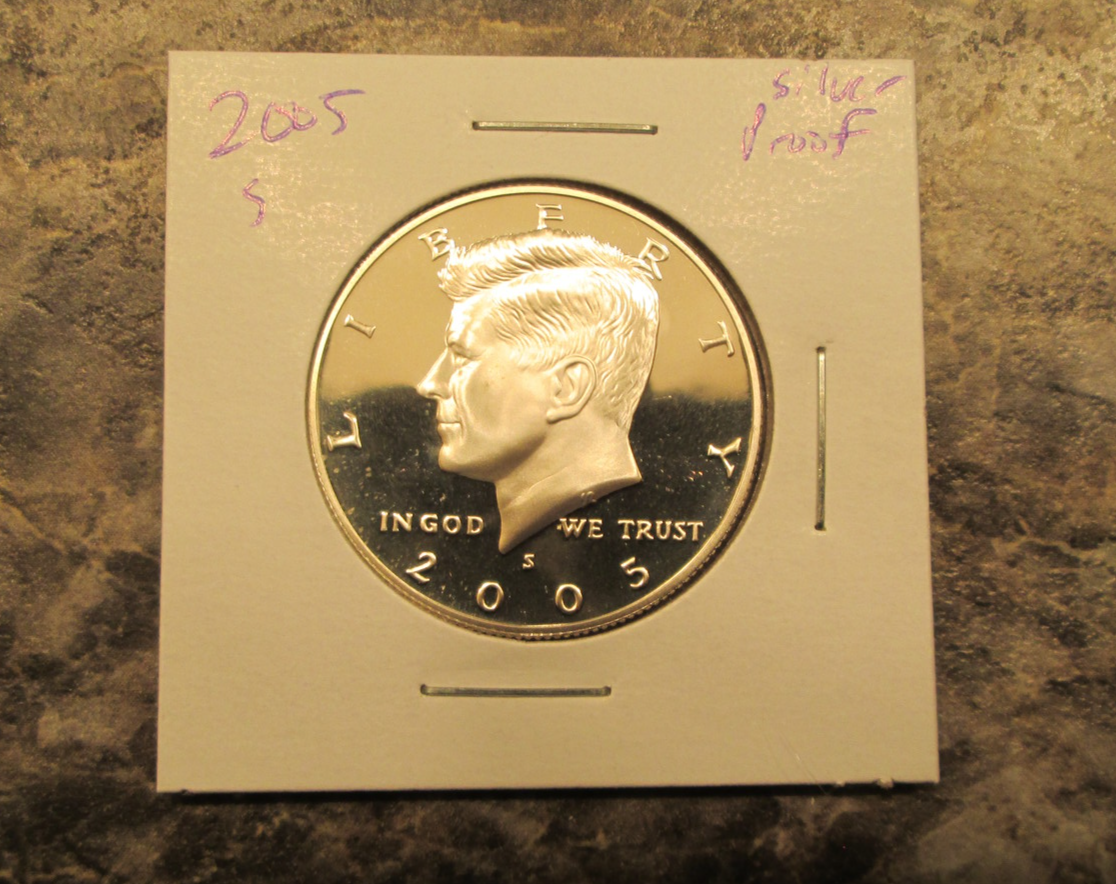 2005
S
silver
Proof
LIBERTY
IN GOD WE TRUST
S
2005